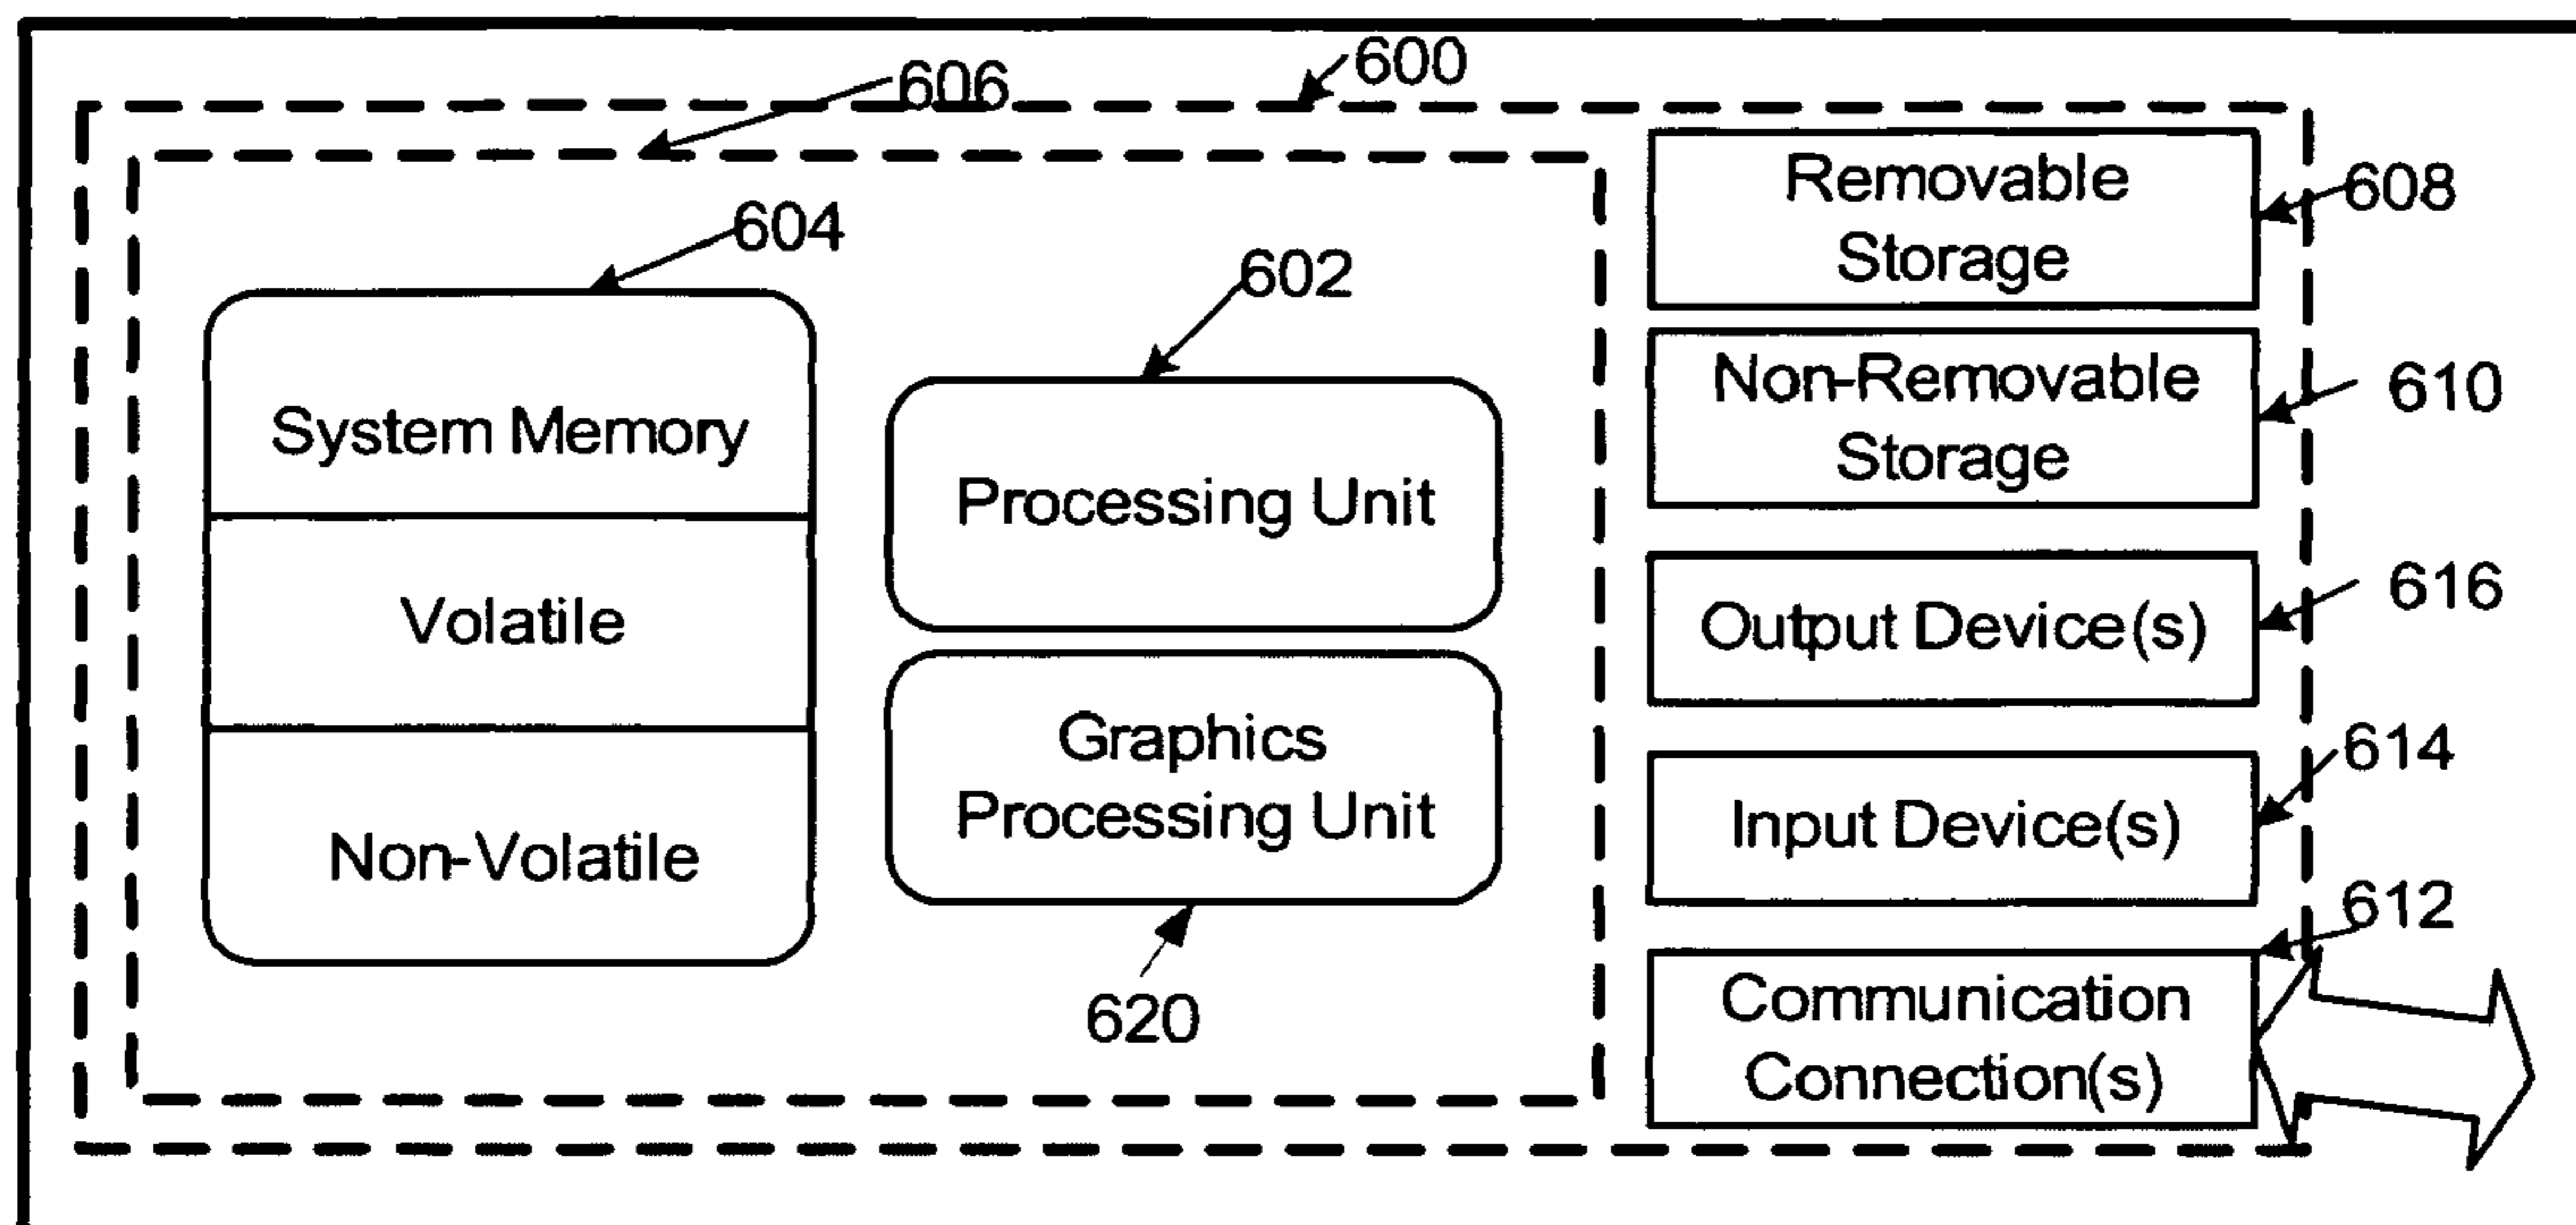 600
606
Removable
Storage
608
604
602
Non-Removable
Storage
610
System Memory
Processing Unit
Volatile
Output Device(s)
616
Graphics
Processing Unit
Input Device(s)
614
Non-Volatile
612
620
Communication
Connection(s)